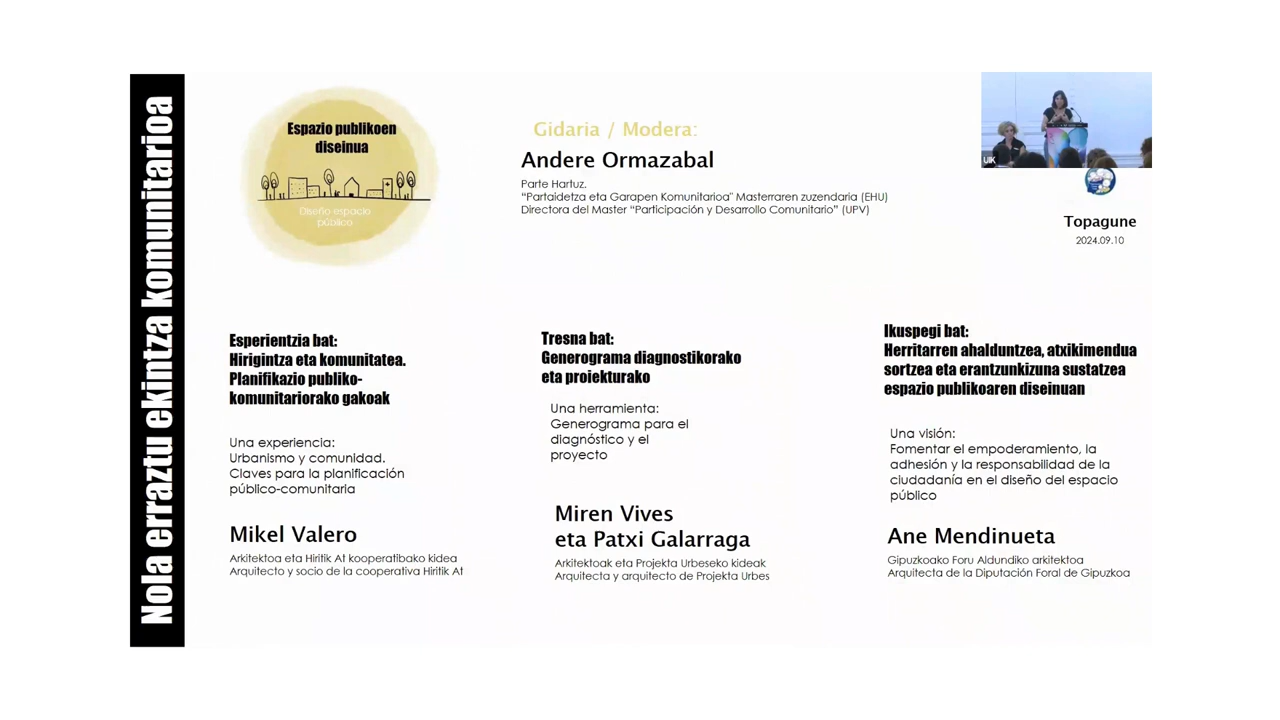 Nola erraztu ekintza komunitarioa
Espazio publikoen
diseinua
Diseño espacio
público
Gidaria / Modera:
Andere Ormazabal
Parte Hartuz.
“Partaidetza eta Garapen Komunitarioa" Masterraren zuzendaria (EHU)
Directora del Master “Participación y Desarrollo Comunitario” (UPV)
UIK
Topagune
2024.09.10
Esperientzia bat:
Hirigintza eta komunitatea.
Planifikazio publiko-
komunitariorako gakoak
Una experiencia:
Urbanismo y comunidad.
Claves para la planificación
público-comunitaria
Mikel Valero
Arkitektoa eta Hiritik At kooperatibako kidea
Arquitecto y socio de la cooperativa Hiritik At
Tresna bat:
Generograma diagnostikorako
eta proiekturako
Una herramienta:
Generograma para el
diagnóstico y el
proyecto
Miren Vives
eta Patxi Galarraga
Arkitektoak eta Projekta Urbeseko kideak
Arquitecta y arquitecto de Projekta Urbes
Ikuspegi bat:
Herritarren ahalduntzea, atxikimendua
sortzea eta erantzunkizuna sustatzea
espazio publikoaren diseinuan
Una visión:
Fomentar el empoderamiento, la
adhesión y la responsabilidad de la
ciudadanía en el diseño del espacio
público
Ane Mendinueta
Gipuzkoako Foru Aldundiko arkitektoa
Arquitecta de la Diputación Foral de Gipuzkoa